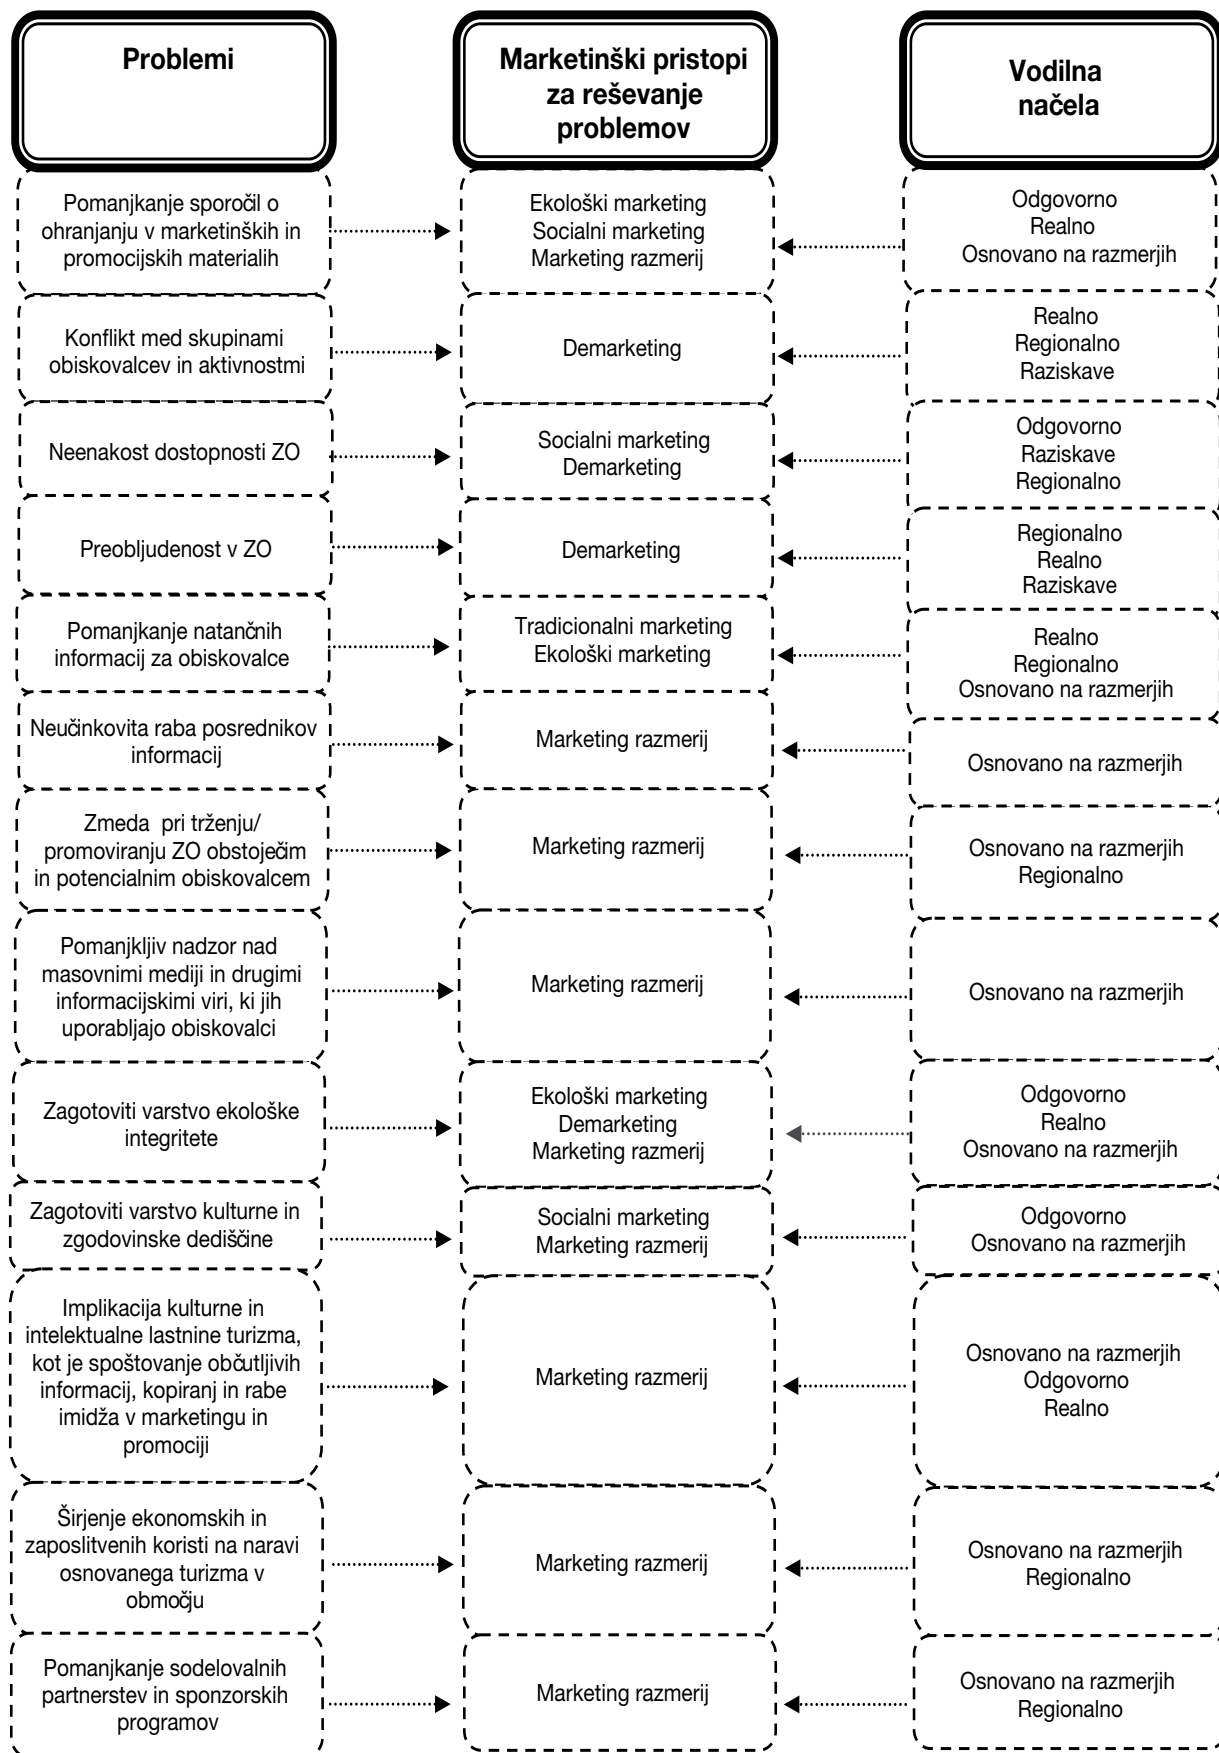 Problemi
Marketinški pristopi
za reševanje
problemov
Vodilna
načela
Pomanjkanje sporočil o
ohranjanju v marketinških in
promocijskih materialih
Ekološki marketing
Socialni marketing
Marketing razmerij
Odgovorno
Realno
Osnovano na razmerjih
Konflikt med skupinami
obiskovalcev in aktivnostmi
Demarketing
Realno
Regionalno
Raziskave
Neenakost dostopnosti ZO
Socialni marketing
Demarketing
Odgovorno
Raziskave
Regionalno
Preobljudenost v ZO
Demarketing
Regionalno
Realno
Raziskave
Pomanjkanje natančnih
informacij za obiskovalce
Tradicionalni marketing
Ekološki marketing
Realno
Regionalno
Osnovano na razmerjih
Neučinkovita raba posrednikov
informacij
Marketing razmerij
Osnovano na razmerjih
Zmeda pri trženju/
promoviranju ZO obstoječim
in potencialnim obiskovalcem
Marketing razmerij
Osnovano na razmerjih
Regionalno
Pomanjkljiv nadzor nad
masovnimi mediji in drugimi
informacijskimi viri, ki jih
uporabljajo obiskovalci
Marketing razmerij
Osnovano na razmerjih
Zagotoviti varstvo ekološke
integritete
Ekološki marketing
Demarketing
Marketing razmerij
Odgovorno
Realno
Osnovano na razmerjih
Zagotoviti varstvo kulturne in
zgodovinske dediščine
Socialni marketing
Marketing razmerij
Odgovorno
Osnovano na razmerjih
Implikacija kulturne in
intelektualne lastnine turizma,
kot je spoštovanje občutljivih
informacij, kopiranj in rabe
imidža v marketingu in
promociji
Marketing razmerij
Osnovano na razmerjih
Odgovorno
Realno
Širjenje ekonomskih in
zaposlitvenih koristi na naravi
osnovanega turizma v
območju
Marketing razmerij
Osnovano na razmerjih
Regionalno
Pomanjkanje sodelovalnih
partnerstev in sponzorskih
programov
Marketing razmerij
Osnovano na razmerjih
Regionalno